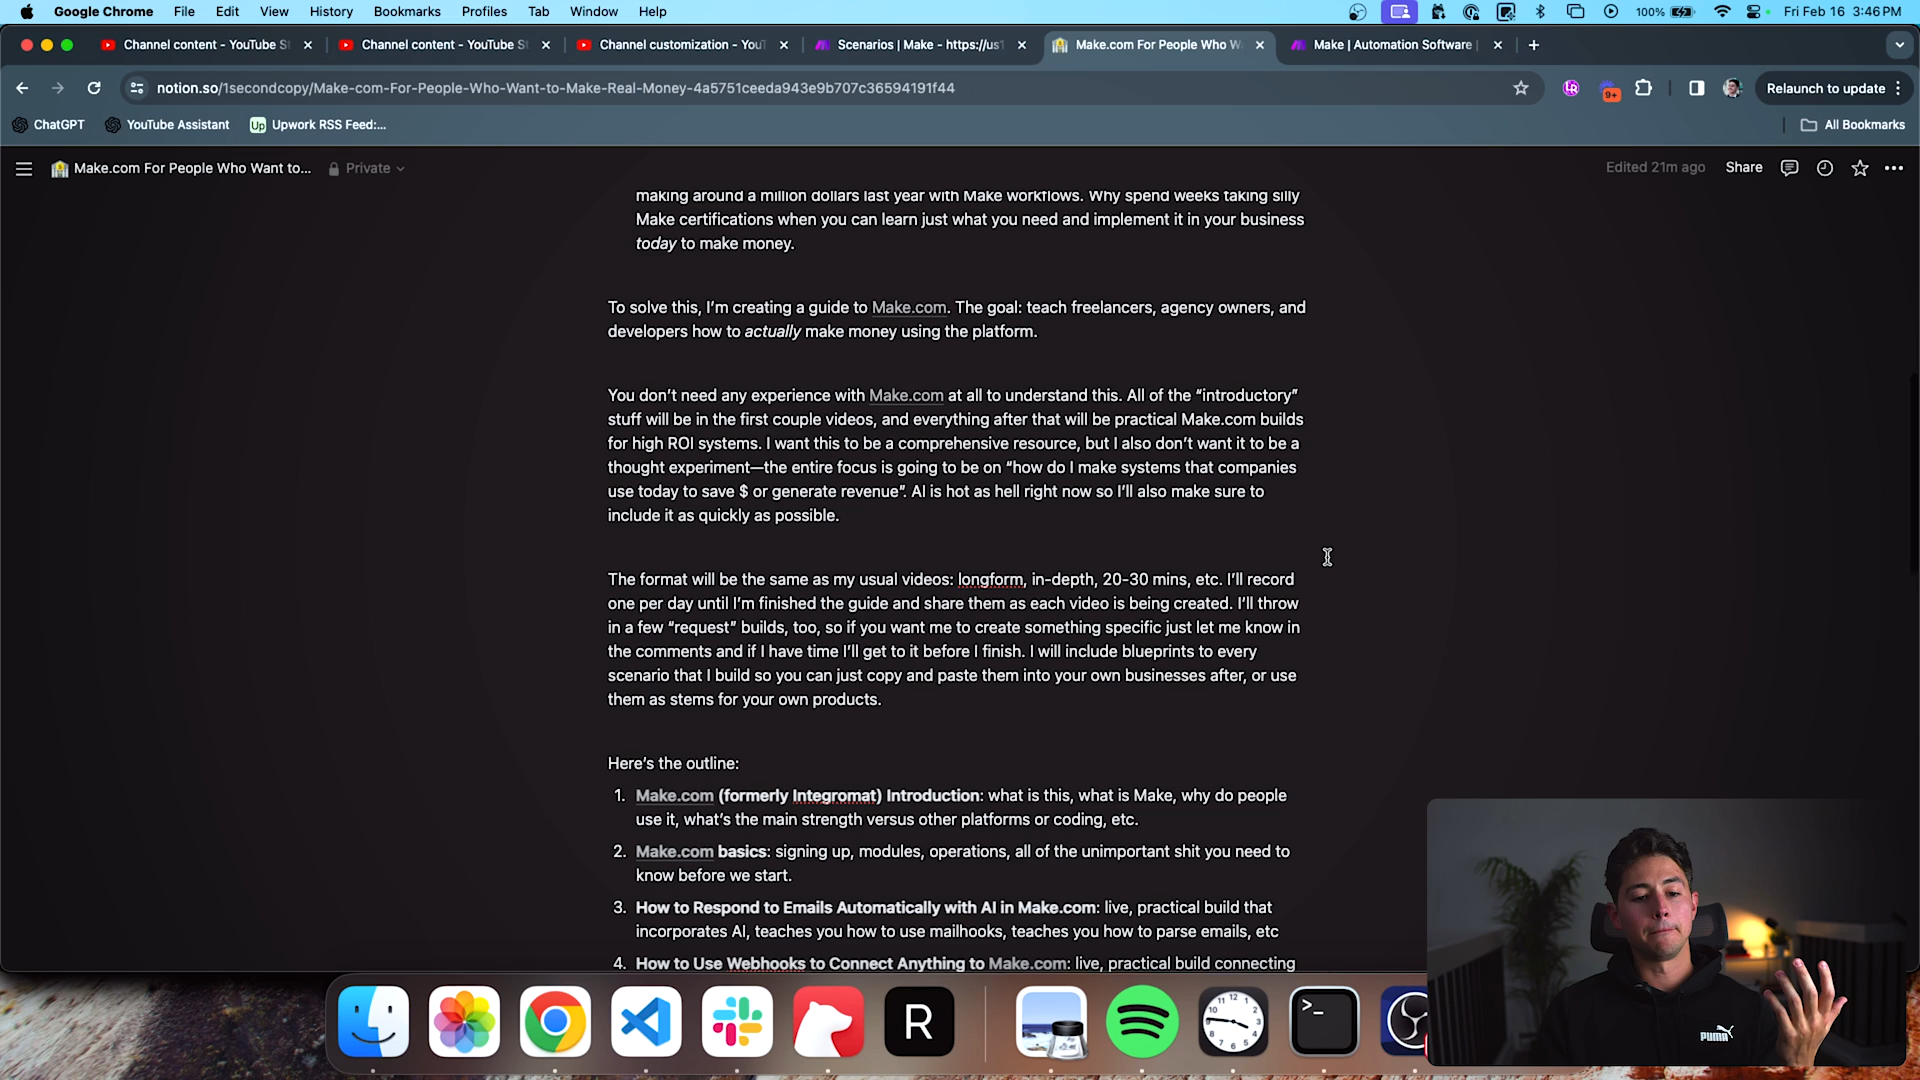 Google Chrome File Edit View History Bookmarks Profiles Tab Window Help 100% Fri Feb 16 3:46 PM
Channel content - YouTube S Channel content - YouTube S Channel customization - You Scenarios | Make - https://us1 Make.com For People Who W Make | Automation Software
notion.so/1secondcopy/Make-com-For-People-Who-Want-to-Make-Real-Money-4a5751ceeda943e9b707c36594191f44 9+ Relaunch to update
ChatGPT YouTube Assistant Up Upwork RSS Feed:... All Bookmarks
Make.com For People Who Want to... Private Edited 21m ago Share
making around a million dollars last year with Make workflows. Why spend weeks taking silly
Make certifications when you can learn just what you need and implement it in your business
today to make money.
To solve this, I’m creating a guide to Make.com. The goal: teach freelancers, agency owners, and
developers how to actually make money using the platform.
You don’t need any experience with Make.com at all to understand this. All of the “introductory”
stuff will be in the first couple videos, and everything after that will be practical Make.com builds
for high ROI systems. I want this to be a comprehensive resource, but I also don’t want it to be a
thought experiment—the entire focus is going to be on “how do I make systems that companies
use today to save $ or generate revenue”. AI is hot as hell right now so I’ll also make sure to
include it as quickly as possible.
The format will be the same as my usual videos: longform, in-depth, 20-30 mins, etc. I’ll record
one per day until I’m finished the guide and share them as each video is being created. I’ll throw
in a few “request” builds, too, so if you want me to create something specific just let me know in
the comments and if I have time I’ll get to it before I finish. I will include blueprints to every
scenario that I build so you can just copy and paste them into your own businesses after, or use
them as stems for your own products.
Here’s the outline:
1. Make.com (formerly Integromat) Introduction: what is this, what is Make, why do people
use it, what’s the main strength versus other platforms or coding, etc.
2. Make.com basics: signing up, modules, operations, all of the unimportant shit you need to
know before we start.
3. How to Respond to Emails Automatically with AI in Make.com: live, practical build that
incorporates AI, teaches you how to use mailhooks, teaches you how to parse emails, etc
4. How to Use Webhooks to Connect Anything to Make.com: live, practical build connecting
R
PUMA